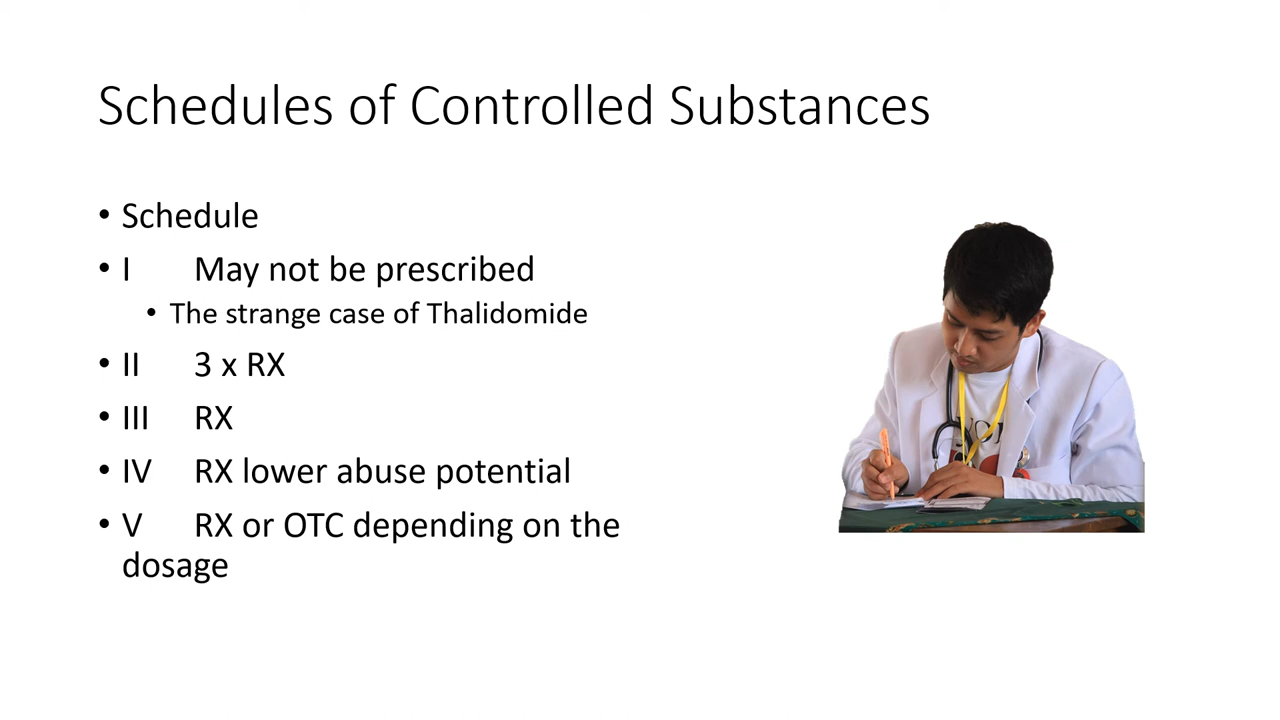 Schedules of Controlled Substances
• Schedule
• I May not be prescribed
• The strange case of Thalidomide
• II 3 x RX
• III RX
• IV RX lower abuse potential
• V RX or OTC depending on the
dosage